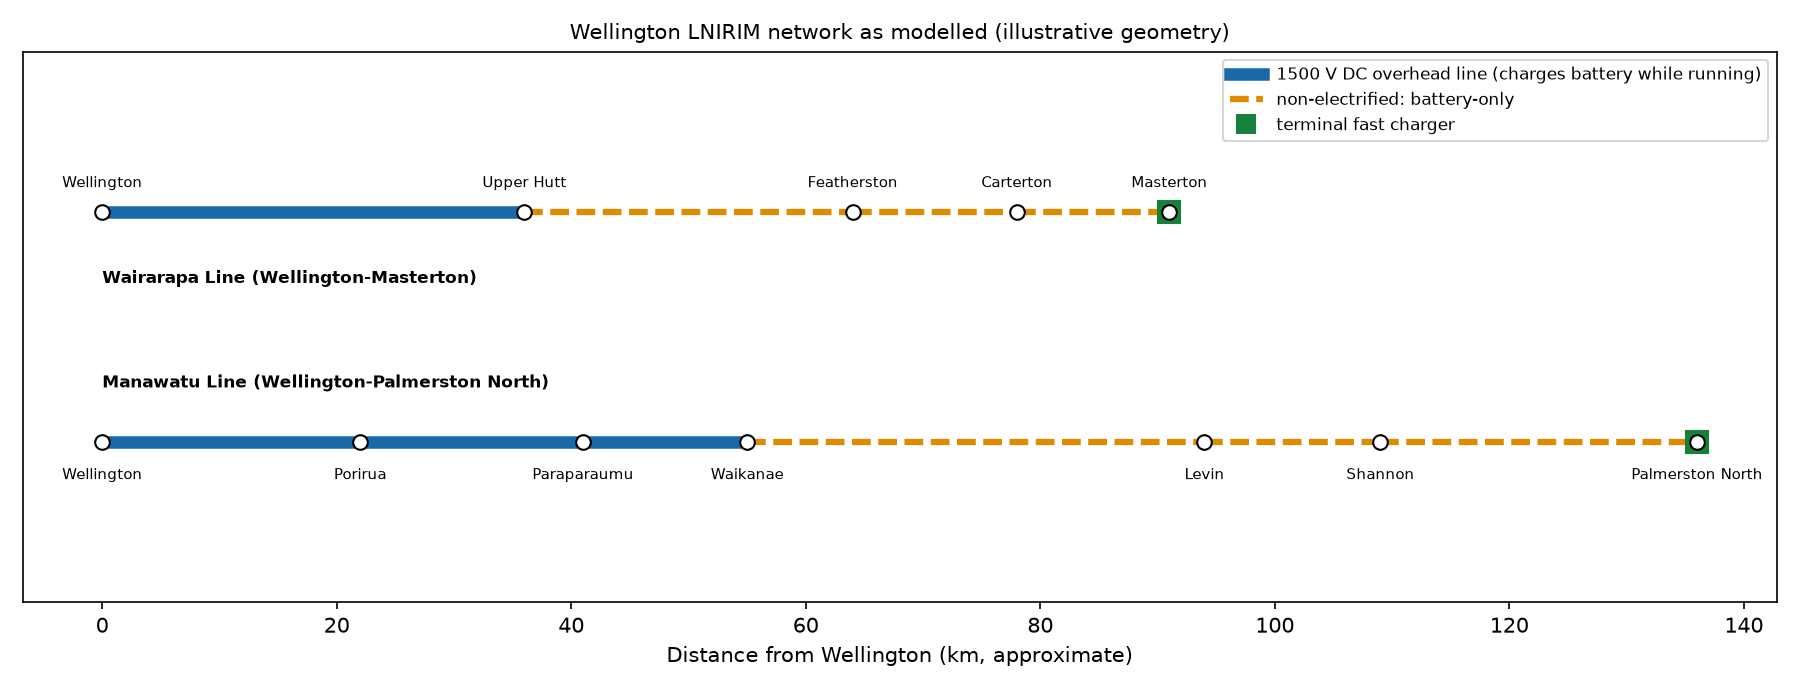 Wellington LNIRIM network as modelled (illustrative geometry)
1500 V DC overhead line (charges battery while running)
non-electrified: battery-only
terminal fast charger
Wellington Upper Hutt Featherston Carterton Masterton
Wairarapa Line (Wellington-Masterton)
Manawatu Line (Wellington-Palmerston North)
Wellington Porirua Paraparaumu Waikanae Levin Shannon Palmerston North
0 20 40 60 80 100 120 140
Distance from Wellington (km, approximate)